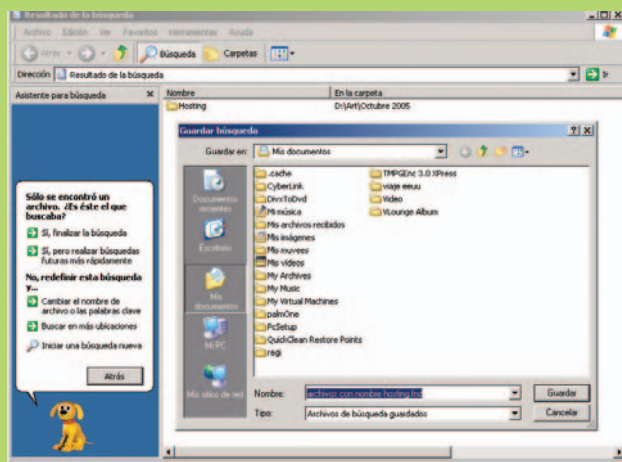 Resultado de la búsqueda
Archivo Edición Ver Favoritos Herramientas Ayuda
Atrás Búsqueda Carpetas
Dirección Resultado de la búsqueda Ir
Asistente para búsqueda
Nombre En la carpeta
Hosting D:\Art\Octubre 2005
Sólo se encontró un
archivo. ¿Es éste el que
buscaba?
Sí, finalizar la búsqueda
Sí, pero realizar búsquedas
futuras más rápidamente
No, redefinir esta búsqueda
y...
Cambiar el nombre de
archivo o las palabras clave
Buscar en más ubicaciones
Iniciar una búsqueda nueva
Atrás
Guardar búsqueda
Guardar en: Mis documentos
Documentos
recientes
Escritorio
Mis
documentos
Mi PC
Mis sitios de red
.cache
CyberLink
DivxToDvd
Mi música
Mis archivos recibidos
Mis imágenes
Mis muvees
Mis vídeos
My Archives
My Music
My Virtual Machines
palmOne
PcSetup
QuickClean Restore Points
regi
TMPGEnc 3.0 XPress
viaje eeuu
Video
VLounge Album
Nombre: archivos con nombre hosting.fnd Guardar
Tipo: Archivos de búsqueda guardados Cancelar